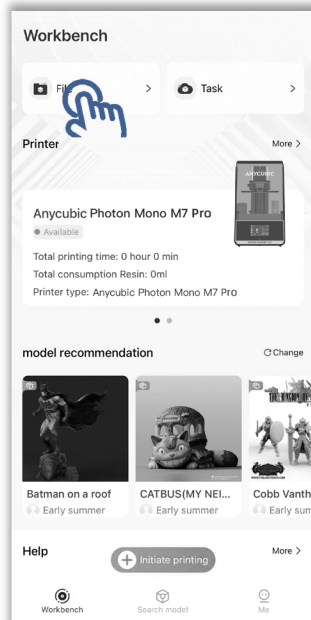 Workbench
Task
Printer
More >
ANYCUBIC
Anycubic Photon Mono M7 Pro
Available
Total printing time: 0 hour 0 min
Total consumption Resin: 0ml
Printer type: Anycubic Photon Mono M7 Pro
model recommendation
Change
Batman on a roof
CATBUS(MY NEI...
Cobb Vanth
Early summer
Early summer
Early sum
Help
Initiate printing
More >
Workbench
Search model
Me